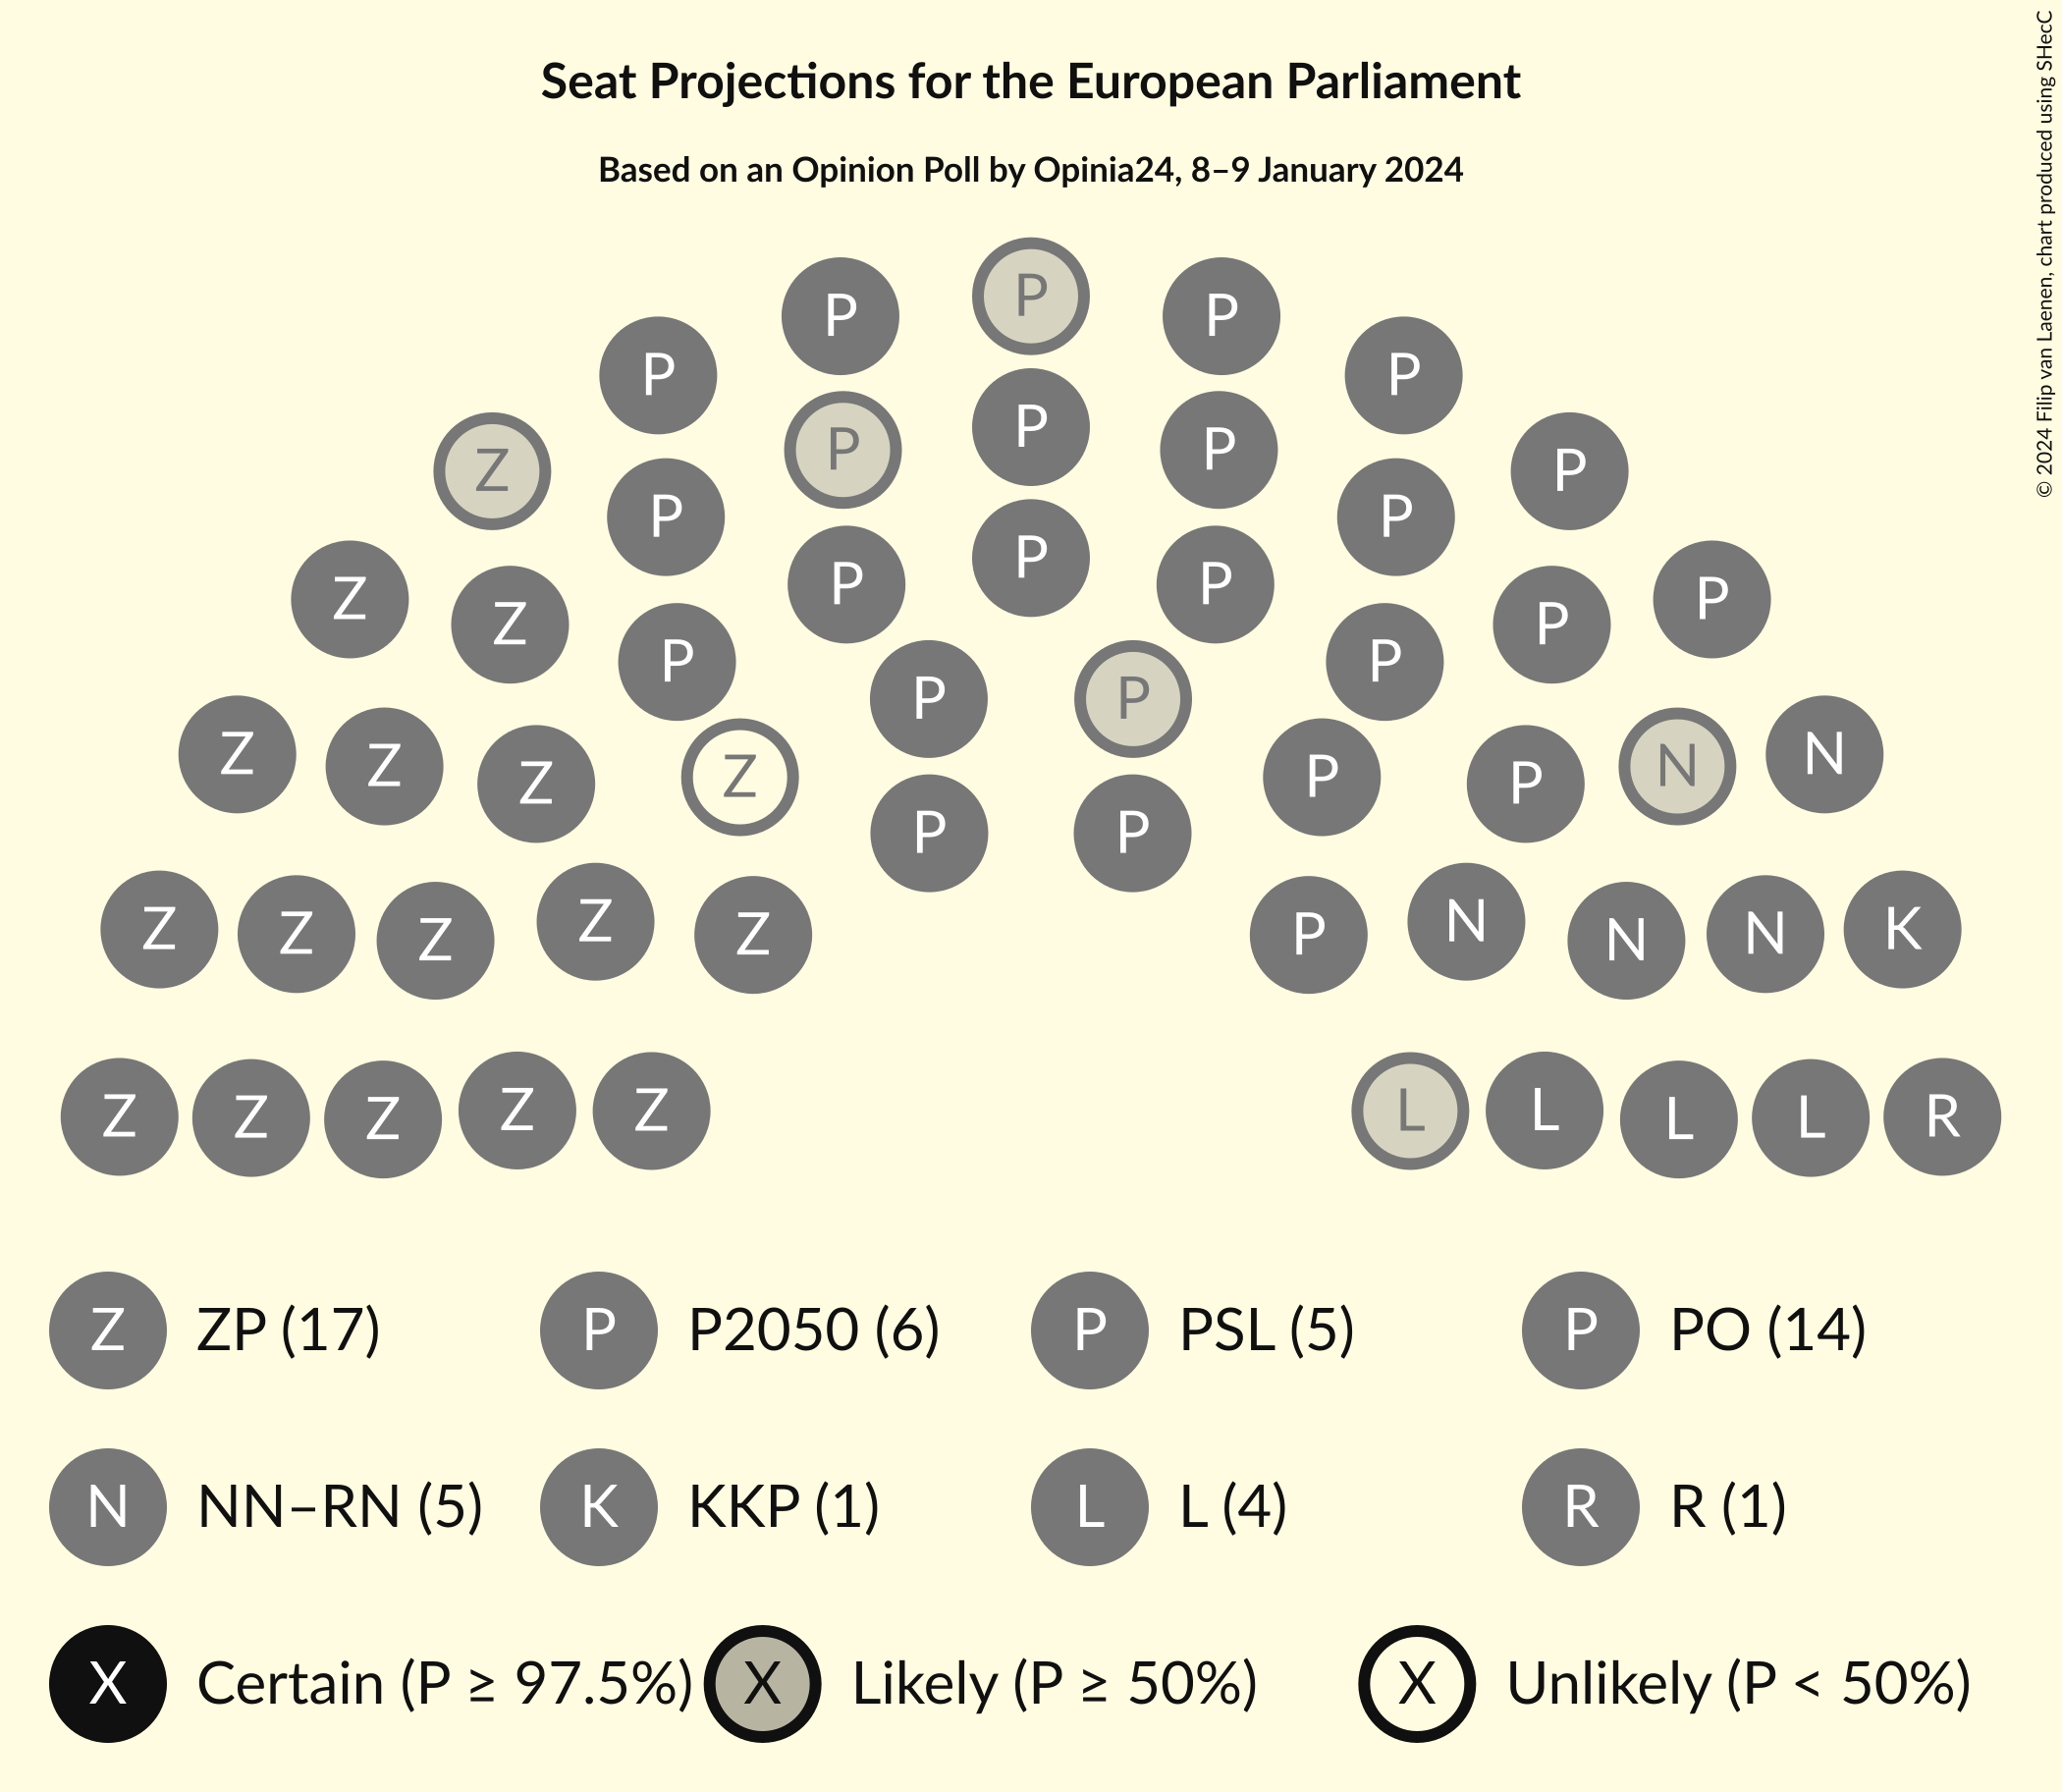 Seat Projections for the European Parliament
Based on an Opinion Poll by Opinia24, 8–9 January 2024
© 2024 Filip van Laenen, chart produced using SHecC
P
P P
P P
Z P
P
P P
P P
P
Z P
Z P
P P
P P
P P
P P
Z Z Z Z P P P N N
P P
Z Z Z Z Z P N N N K
Z Z Z Z Z L L L L R
Z ZP (17) P P2050 (6) P PSL (5) P PO (14)
N NN–RN (5) K KKP (1) L L (4) R R (1)
X Certain (P ≥ 97.5%) X Likely (P ≥ 50%) X Unlikely (P < 50%)